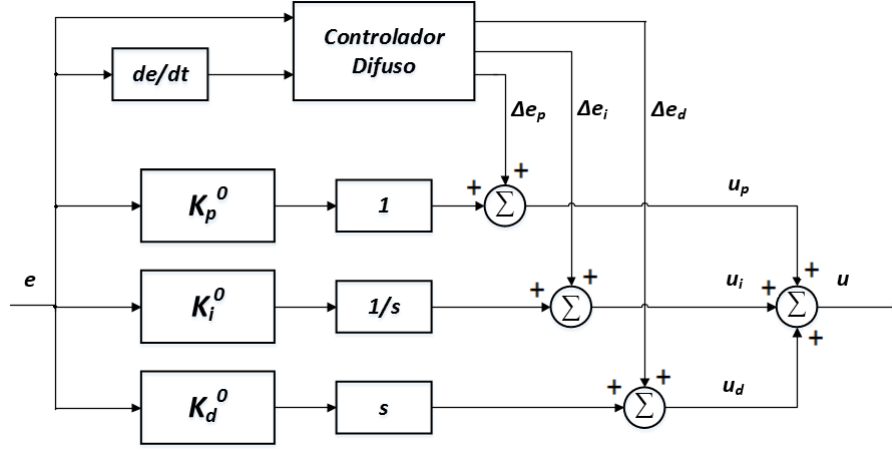 Controlador
Difuso
de/dt
Δe_p
Δe_i
Δe_d
+
+
K_p^0
1
Σ
u_p
e
+
+
+
+
K_i^0
1/s
Σ
u_i
Σ
u
+
+
+
K_d^0
s
Σ
u_d